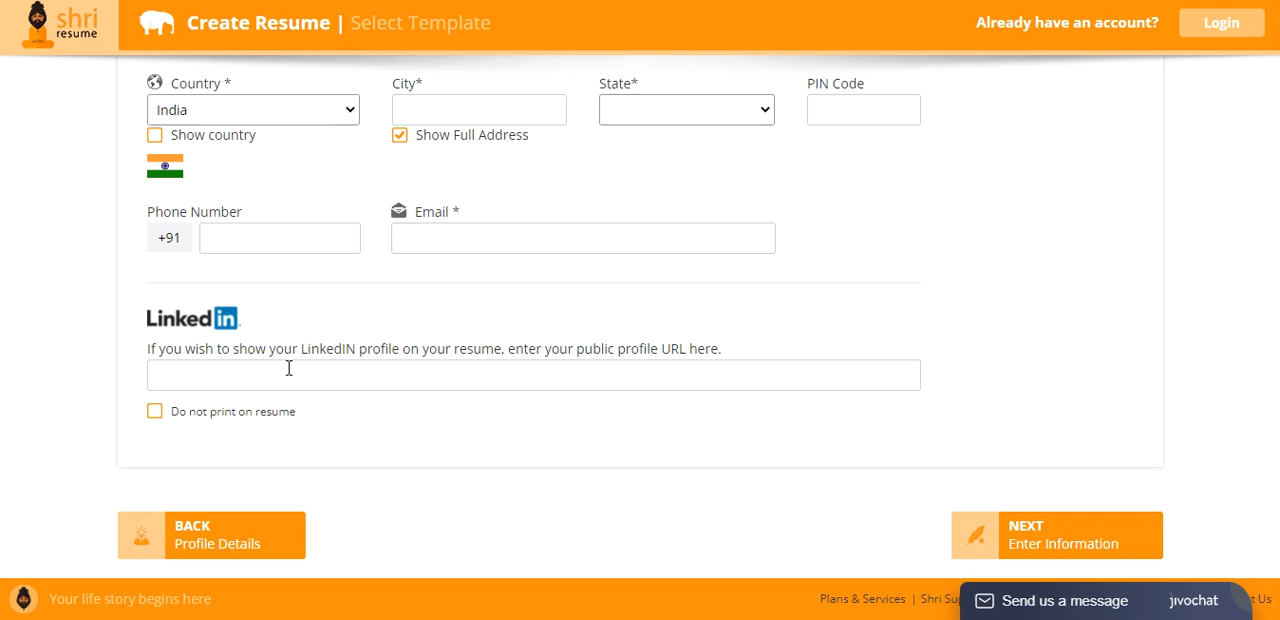 shri
resume
Create Resume | Select Template
Already have an account?
Login
Country *
City*
State*
PIN Code
India
Show country
Show Full Address
Phone Number
Email *
+91
Linked in
If you wish to show your LinkedIN profile on your resume, enter your public profile URL here.
Do not print on resume
BACK
Profile Details
NEXT
Enter Information
Your life story begins here
Plans & Services | Shri
Send us a message
jivochat
Us